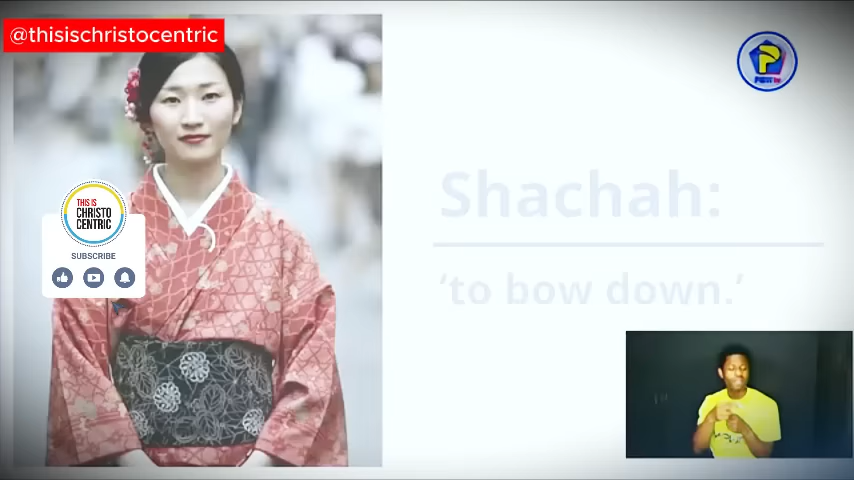 @thisischristocentric
THIS IS
CHRISTO
CENTRIC
SUBSCRIBE
Shachah:
‘to bow down.’